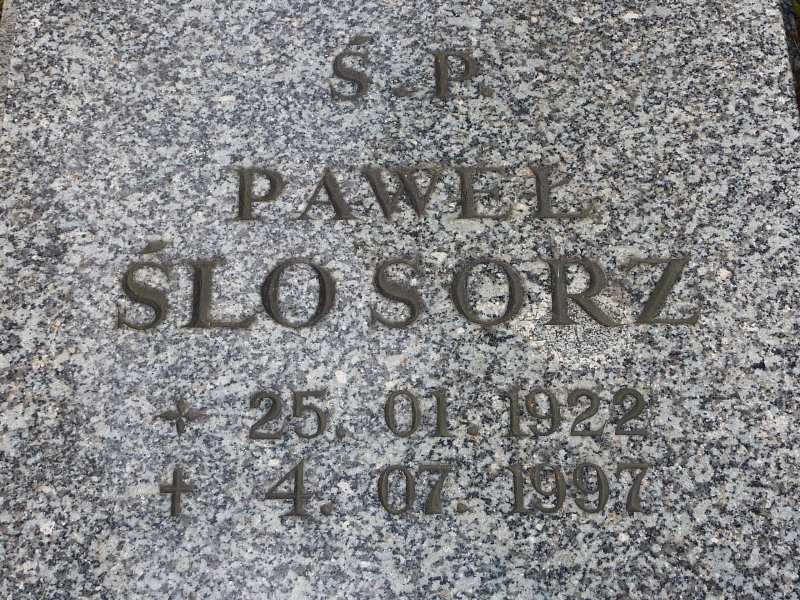 Ś.P.
PAWEŁ
ŚLOSORZ
25. 01. 1922
4. 07. 1997